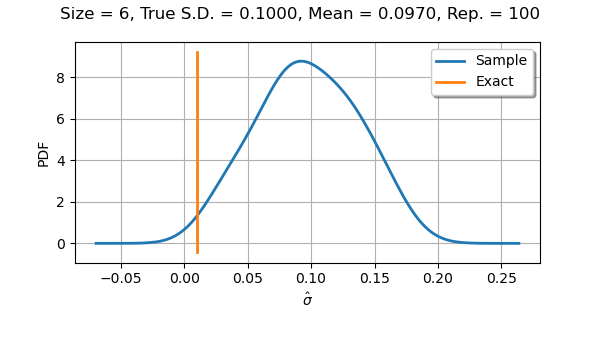 Size = 6, True S.D. = 0.1000, Mean = 0.0970, Rep. = 100
Sample
Exact
PDF
8
6
4
2
0
−0.05 0.00 0.05 0.10 0.15 0.20 0.25
σ̂